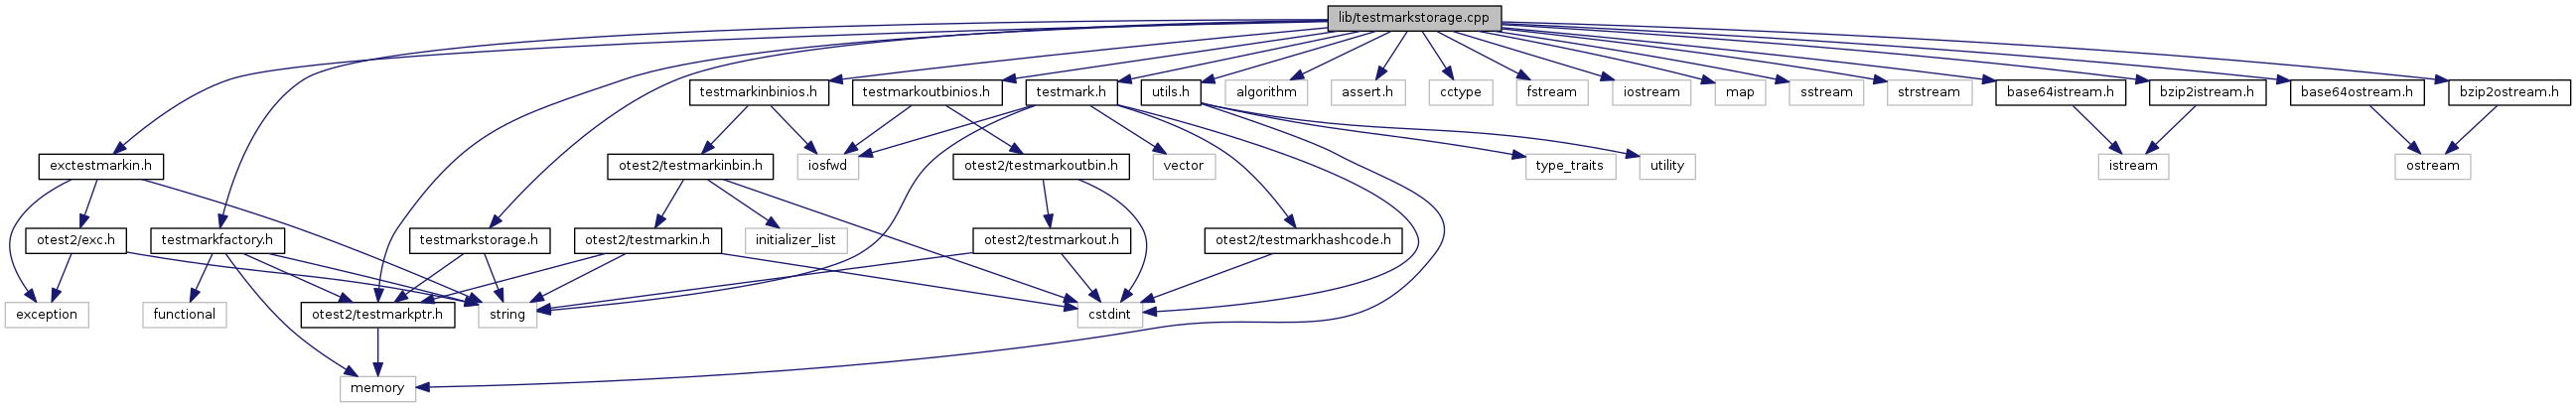 lib/testmarkstorage.cpp
testmarkinbinios.h
testmarkoutbinios.h
testmark.h
utils.h
algorithm
assert.h
cctype
fstream
iostream
map
sstream
strstream
base64istream.h
bzip2istream.h
base64ostream.h
bzip2ostream.h
exctestmarkin.h
otest2/testmarkinbin.h
iosfwd
otest2/testmarkoutbin.h
vector
type_traits
utility
istream
ostream
otest2/exc.h
testmarkfactory.h
testmarkstorage.h
otest2/testmarkin.h
initializer_list
otest2/testmarkout.h
otest2/testmarkhashcode.h
exception
functional
otest2/testmarkptr.h
string
cstdint
memory